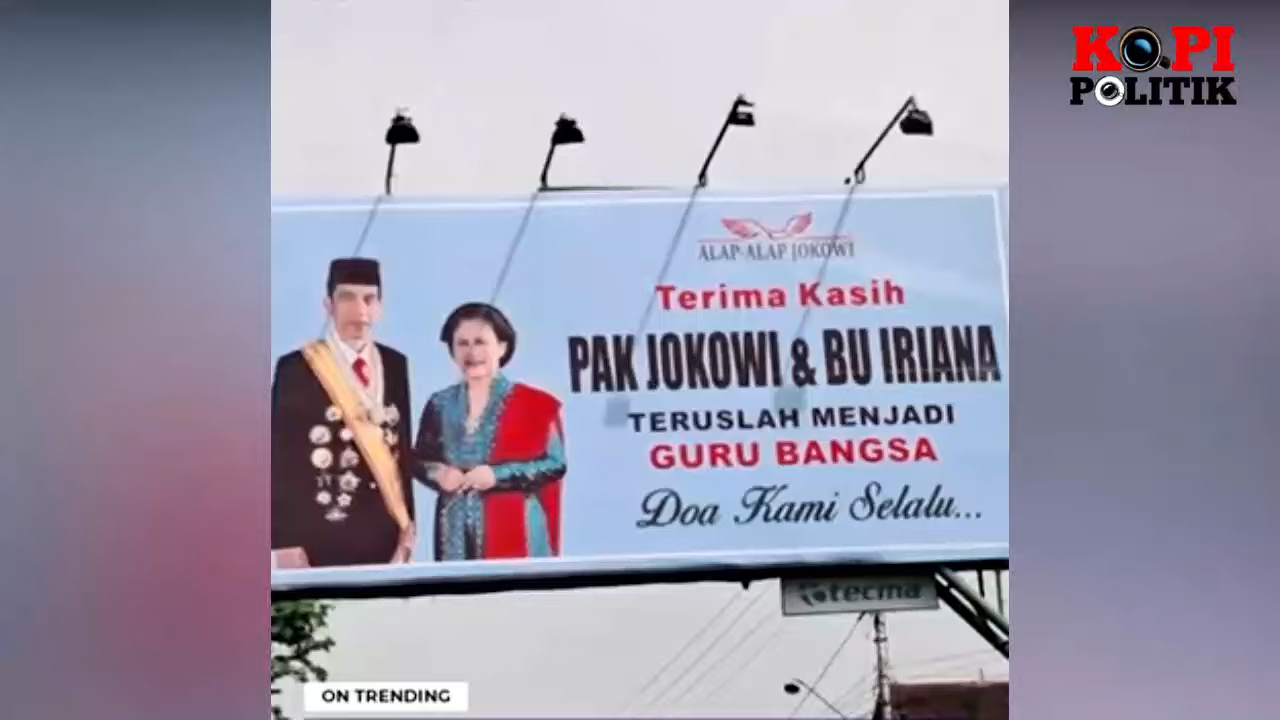 KOPI
POLITIK
ALAP-ALAP JOKOWI
Terima Kasih
PAK JOKOWI & BU IRIANA
TERUSLAH MENJADI
GURU BANGSA
Doa Kami Selalu...
tecma
ON TRENDING